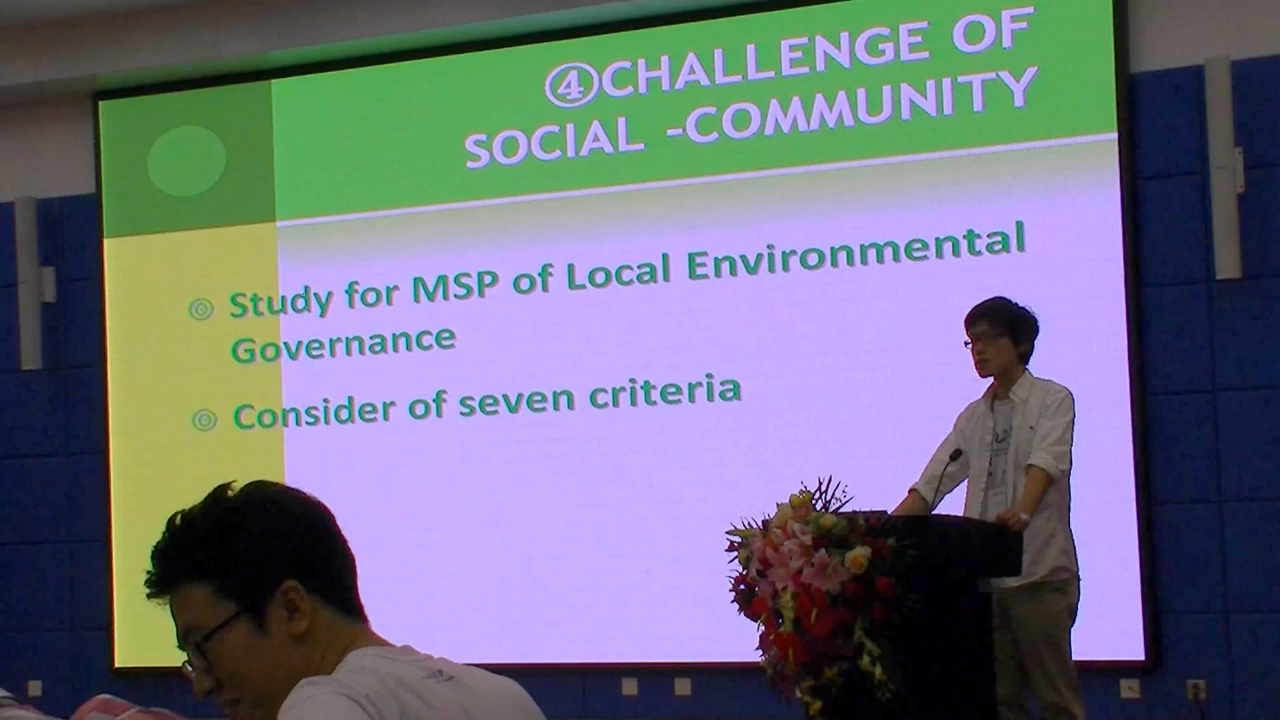 ④CHALLENGE OF
SOCIAL -COMMUNITY
Study for MSP of Local Environmental
Governance
Consider of seven criteria